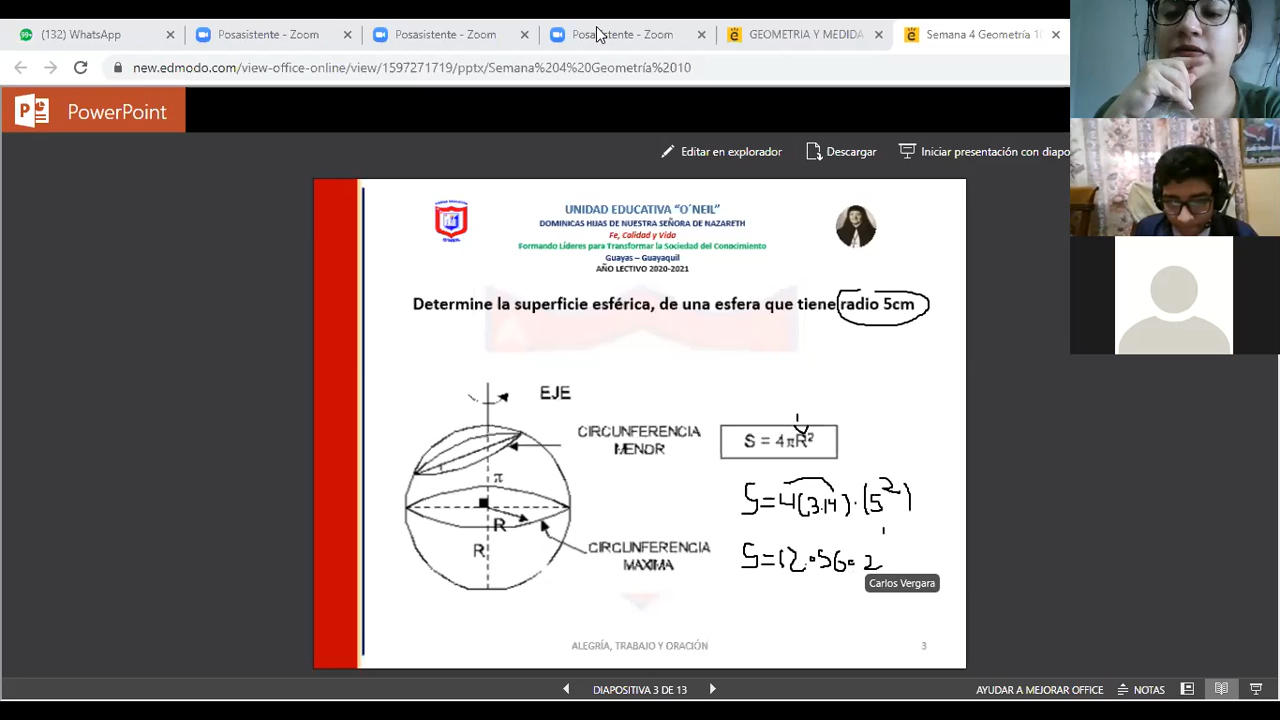 (132) WhatsApp
Posasistente - Zoom
Posasistente - Zoom
Posasistente - Zoom
GEOMETRIA Y MEDIDA
Semana 4 Geometría 10
new.edmodo.com/view-office-online/view/1597271719/pptx/Semana%204%20Geometría%2010
PowerPoint
Editar en explorador
Descargar
Iniciar presentación con diapo
UNIDAD EDUCATIVA “O´NEIL”
DOMINICAS HIJAS DE NUESTRA SEÑORA DE NAZARETH
Fe, Calidad y Vida
Formando Líderes para Transformar la Sociedad del Conocimiento
Guayas – Guayaquil
AÑO LECTIVO 2020-2021
Determine la superficie esférica, de una esfera que tiene radio 5cm
EJE
CIRCUNFERENCIA
MENOR
S = 4πR²
π
S=4(3.14)·(5²)
R
R
CIRCUNFERENCIA
MAXIMA
S=12.56·2
Carlos Vergara
ALEGRÍA, TRABAJO Y ORACIÓN
3
DIAPOSITIVA 3 DE 13
AYUDAR A MEJORAR OFFICE
NOTAS